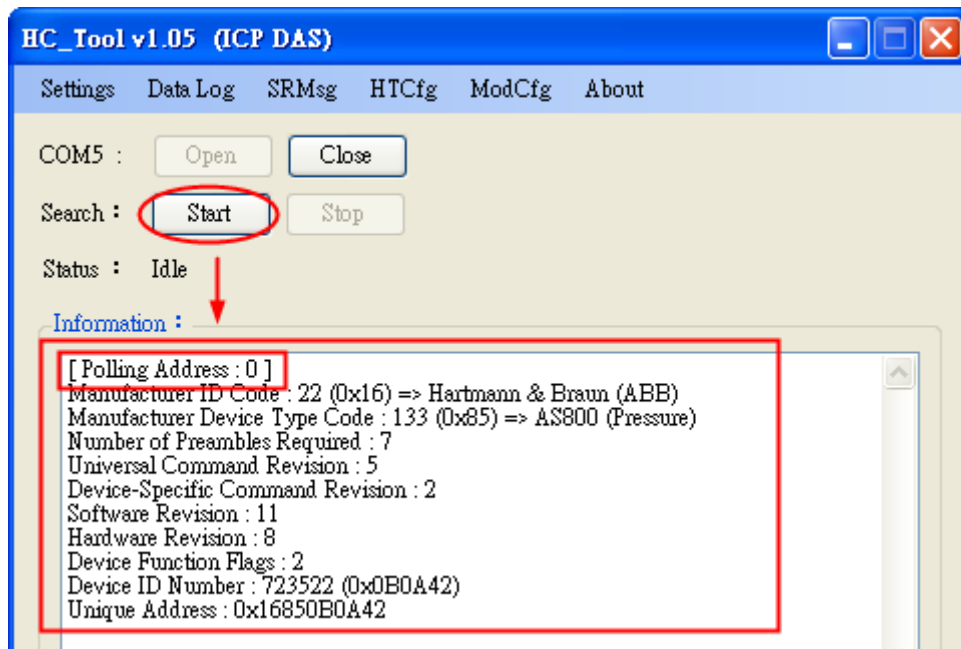 HC_Tool v1.05 (ICP DAS)
Settings Data Log SRMsg HTCfg ModCfg About
COM5 : Open Close
Search : Start Stop
Status : Idle
Information :
[ Polling Address : 0 ]
Manufacturer ID Code : 22 (0x16) => Hartmann & Braun (ABB)
Manufacturer Device Type Code : 133 (0x85) => AS800 (Pressure)
Number of Preambles Required : 7
Universal Command Revision : 5
Device-Specific Command Revision : 2
Software Revision : 11
Hardware Revision : 8
Device Function Flags : 2
Device ID Number : 723522 (0x0B0A42)
Unique Address : 0x16850B0A42